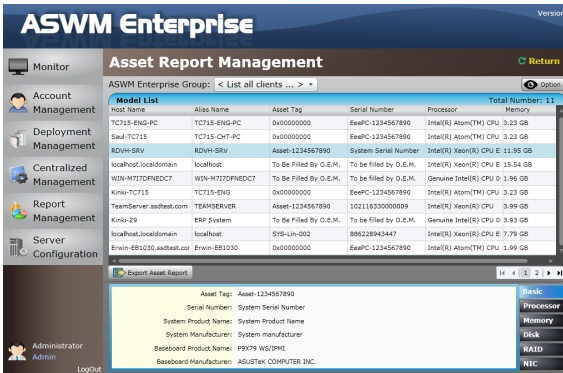 ASWM Enterprise
Version
Monitor
Account Management
Deployment Management
Centralized Management
Report Management
Server Configuration
Administrator
Admin
LogOut
Asset Report Management
Return
ASWM Enterprise Group: < List all clients ... >
Option
Model List Total Number: 11
Host Name Alias Name Asset Tag Serial Number Processor Memory
TC715-ENG-PC TC715-ENG-PC 0x00000000 EeePC-1234567890 Intel(R) Atom(TM) CPU 3.23 GB
Saul-TC715 TC715-CHT-PC 0x00000000 EeePC-1234567890 Intel(R) Atom(TM) CPU 3.23 GB
RDVH-SRV RDVH-SRV Asset-1234567890 System Serial Number Intel(R) Xeon(R) CPU E: 11.95 GB
localhost.localdomain localhost To Be Filled By O.E.M. To be filled by O.E.M. Intel(R) Xeon(R) CPU E: 15.54 GB
WIN-M7I7DFNEDC7 WIN-M7I7DFNEDC7 To Be Filled By O.E.M. To be filled by O.E.M. Genuine Intel(R) CPU 0 1.96 GB
Kinki-TC715 TC715-ENG 0x00000000 EeePC-1234567890 Intel(R) Atom(TM) CPU 3.23 GB
TeamServer.ssdtest.com TEAMSERVER Asset-1234567890 102116330000009 Intel(R) Xeon(R) CPU 3.99 GB
Kinki-Z9 ERP System To Be Filled By O.E.M. To be filled by O.E.M. Genuine Intel(R) CPU 0 3.93 GB
localhost.localdomain localhost SYS-Lin-002 886228943447 Intel(R) Xeon(R) CPU E: 7.79 GB
Erwin-EB1030.ssdtest.cor Erwin-EB1030 0x00000000 EeePC-1234567890 Intel(R) Atom(TM) CPU 1.99 GB
Export Asset Report
1 2
Asset Tag: Asset-1234567890
Serial Number: System Serial Number
System Product Name: System Product Name
System Manufacturer: System manufacturer
Baseboard Product Name: P9X79 WS/IPMI
Baseboard Manufacturer: ASUSTeK COMPUTER INC.
Basic
Processor
Memory
Disk
RAID
NIC